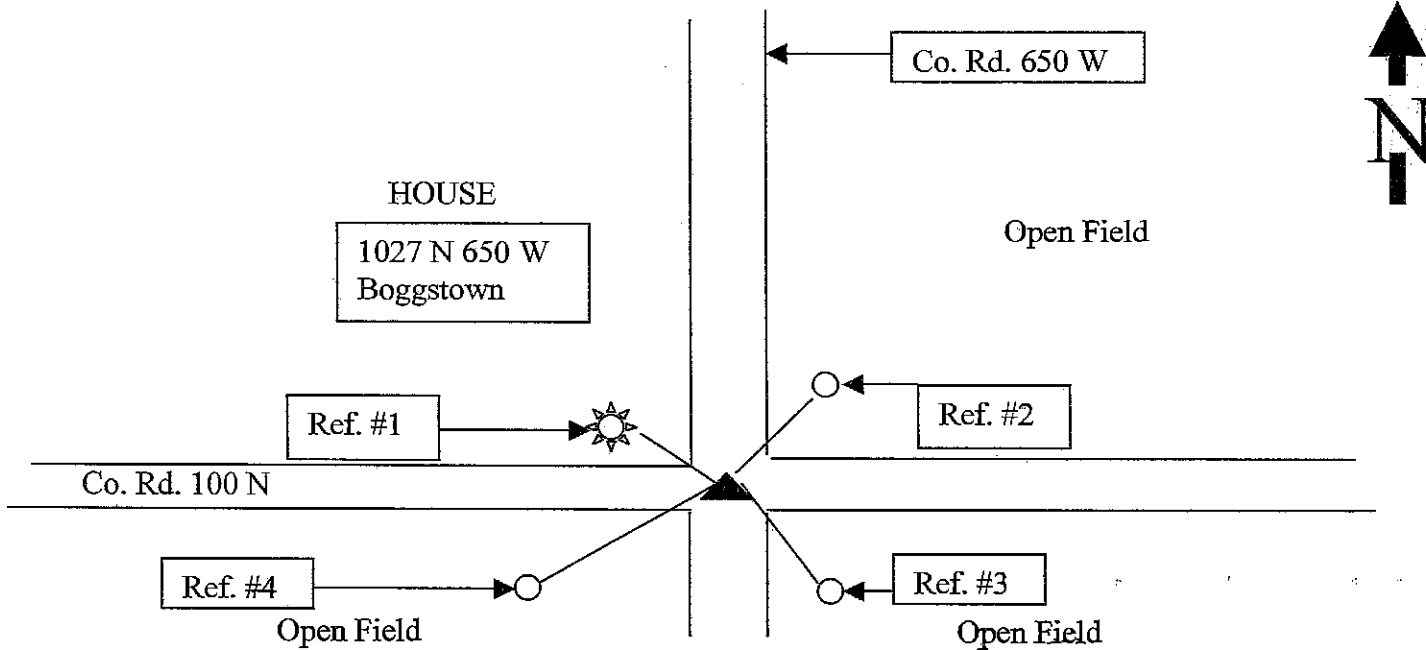 Co. Rd. 650 W
N
HOUSE
1027 N 650 W
Boggstown
Open Field
Ref. #1
Ref. #2
Co. Rd. 100 N
Ref. #4
Ref. #3
Open Field
Open Field